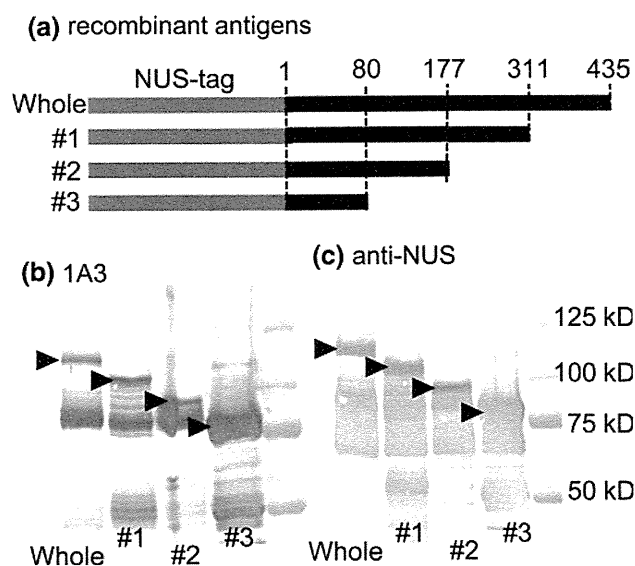 (a) recombinant antigens
NUS-tag 1 80 177 311 435
Whole
#1
#2
#3
(b) 1A3
(c) anti-NUS
125 kD
100 kD
75 kD
50 kD
Whole #1 #2 #3
Whole #1 #2 #3